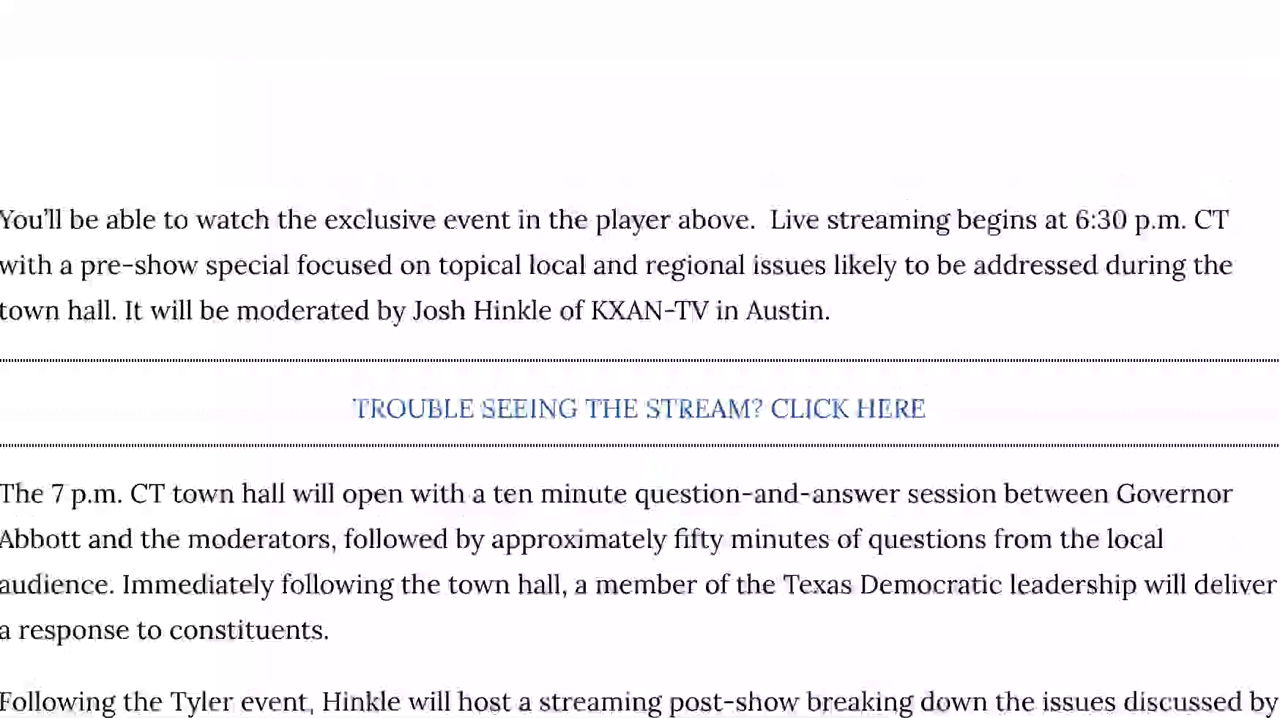 You'll be able to watch the exclusive event in the player above.  Live streaming begins at 6:30 p.m. CT
with a pre-show special focused on topical local and regional issues likely to be addressed during the
town hall. It will be moderated by Josh Hinkle of KXAN-TV in Austin.
TROUBLE SEEING THE STREAM? CLICK HERE
The 7 p.m. CT town hall will open with a ten minute question-and-answer session between Governor
Abbott and the moderators, followed by approximately fifty minutes of questions from the local
audience. Immediately following the town hall, a member of the Texas Democratic leadership will deliver
a response to constituents.
Following the Tyler event, Hinkle will host a streaming post-show breaking down the issues discussed by